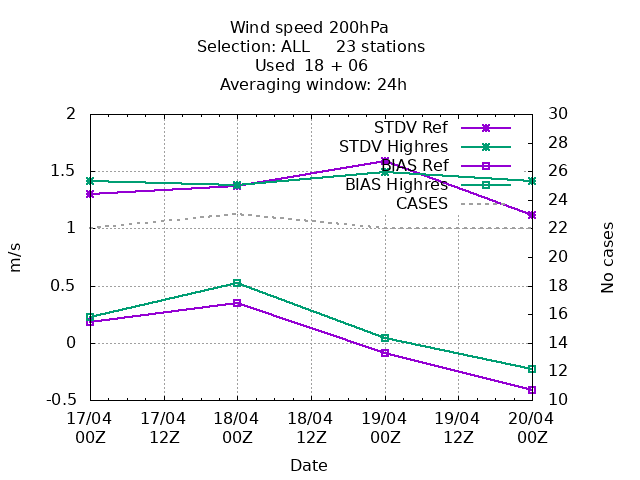 Wind speed 200hPa
Selection: ALL     23 stations
Used  18 + 06
Averaging window: 24h
2
1.5
1
0.5
0
-0.5
30
28
26
24
22
20
18
16
14
12
10
STDV Ref
STDV Highres
BIAS Ref
BIAS Highres
CASES
m/s
No cases
17/04 17/04 18/04 18/04 19/04 19/04 20/04
00Z 12Z 00Z 12Z 00Z 12Z 00Z
Date